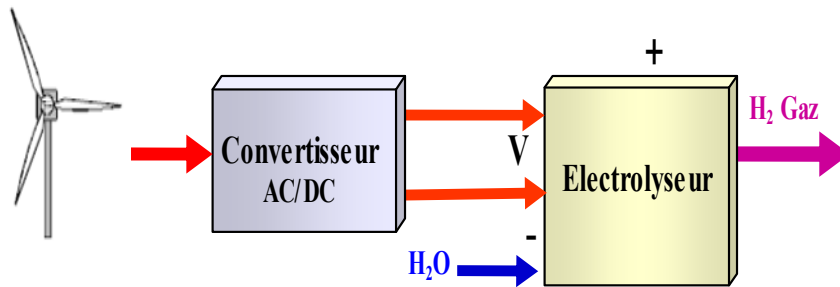 +
H₂ Gaz
Convertisseur
AC/DC
V
Electrolyseur
-
H₂O